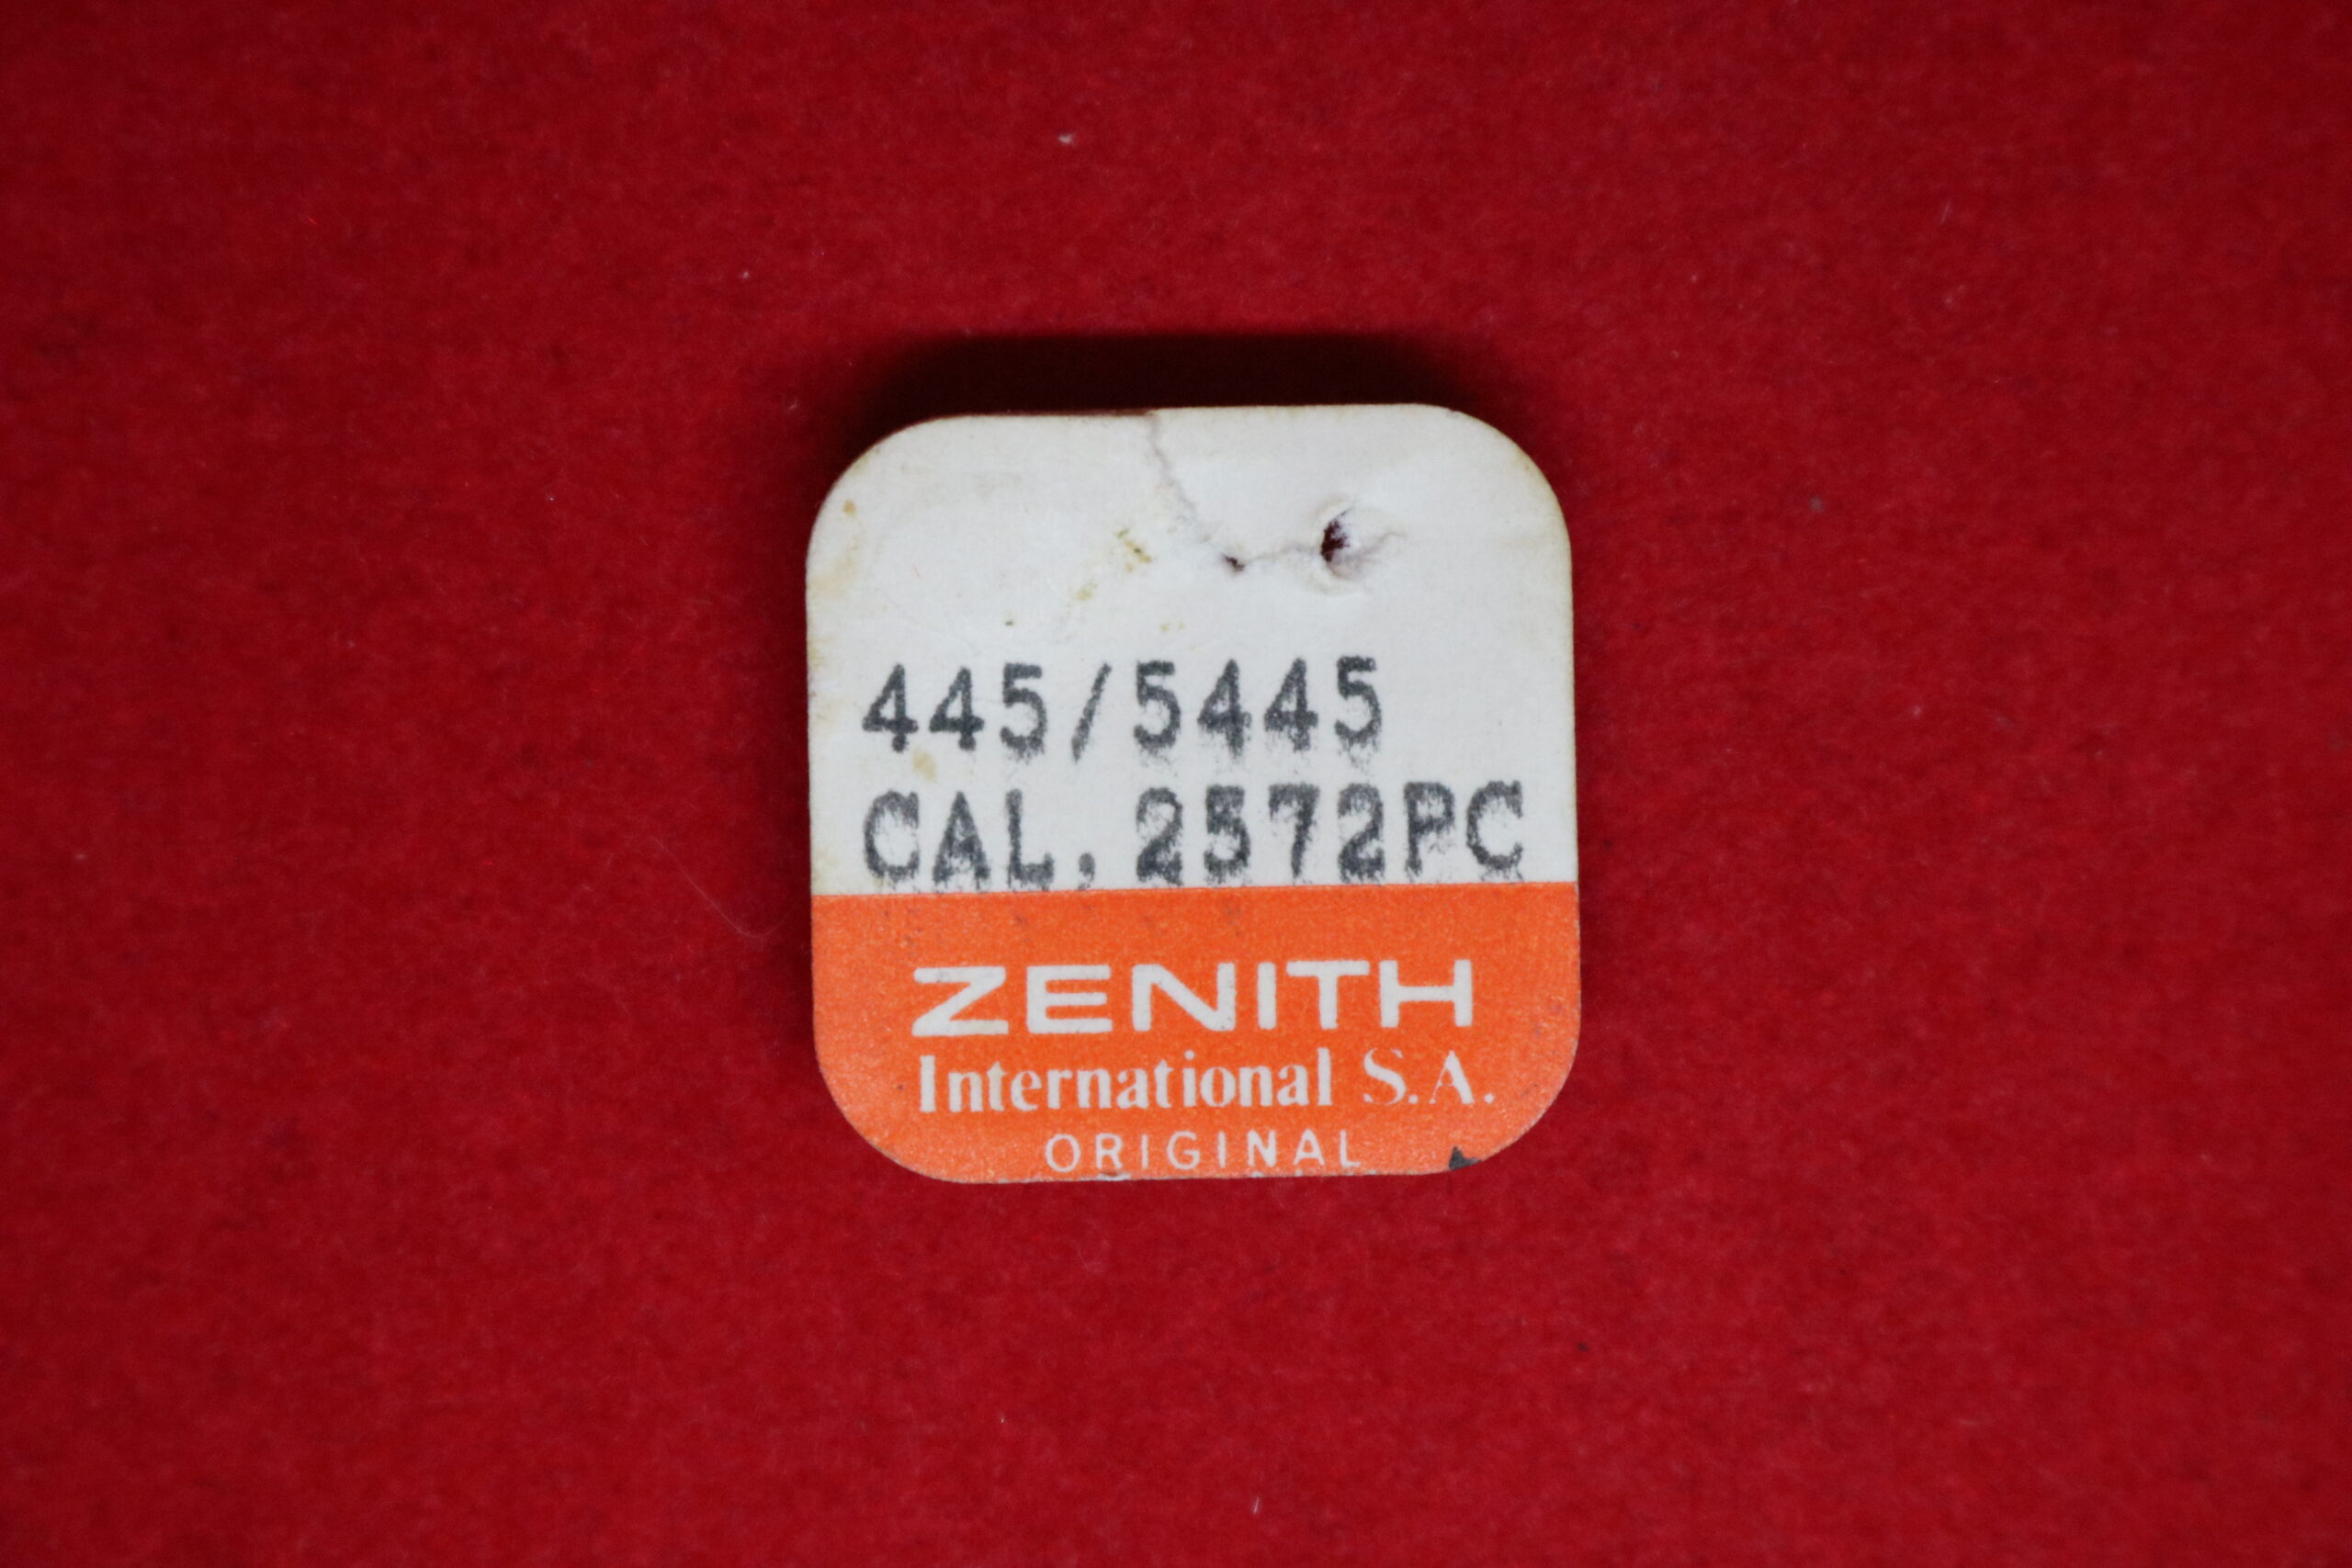 445/5445
CAL. 2572PC
ZENITH
International S.A.
ORIGINAL